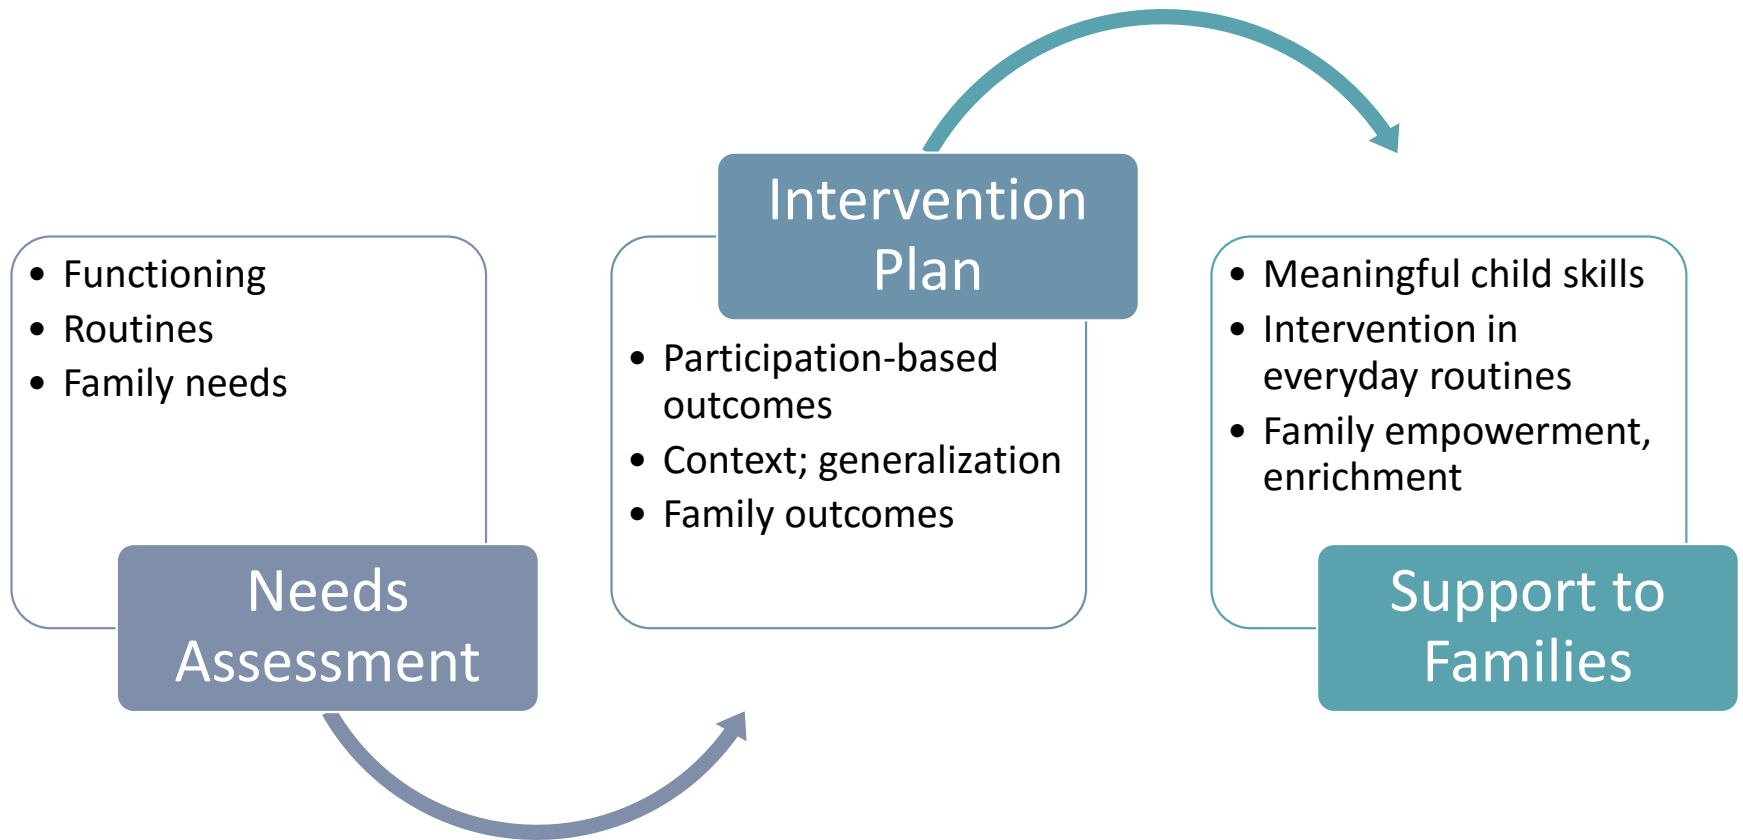 • Functioning
• Routines
• Family needs
Needs
Assessment
Intervention
Plan
• Participation-based
outcomes
• Context; generalization
• Family outcomes
• Meaningful child skills
• Intervention in
everyday routines
• Family empowerment,
enrichment
Support to
Families